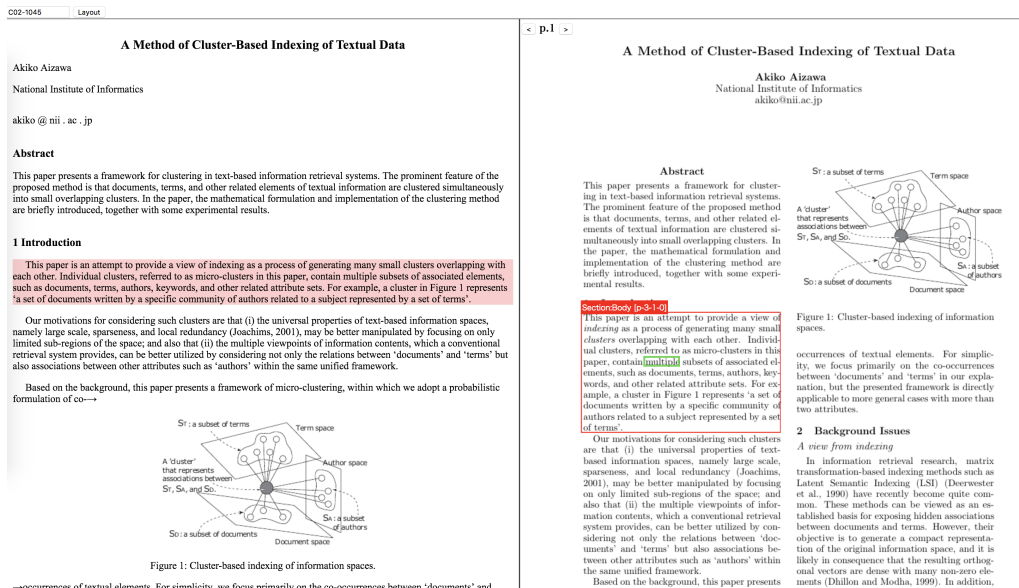 C02-1045
Layout
A Method of Cluster-Based Indexing of Textual Data
Akiko Aizawa
National Institute of Informatics
akiko @ nii . ac . jp
Abstract
This paper presents a framework for clustering in text-based information retrieval systems. The prominent feature of the
proposed method is that documents, terms, and other related elements of textual information are clustered simultaneously
into small overlapping clusters. In the paper, the mathematical formulation and implementation of the clustering method
are briefly introduced, together with some experimental results.
1 Introduction
This paper is an attempt to provide a view of indexing as a process of generating many small clusters overlapping with
each other. Individual clusters, referred to as micro-clusters in this paper, contain multiple subsets of associated elements,
such as documents, terms, authors, keywords, and other related attribute sets. For example, a cluster in Figure 1 represents
‘a set of documents written by a specific community of authors related to a subject represented by a set of terms’.
Our motivations for considering such clusters are that (i) the universal properties of text-based information spaces,
namely large scale, sparseness, and local redundancy (Joachims, 2001), may be better manipulated by focusing on only
limited sub-regions of the space; and also that (ii) the multiple viewpoints of information contents, which a conventional
retrieval system provides, can be better utilized by considering not only the relations between ‘documents’ and ‘terms’ but
also associations between other attributes such as ‘authors’ within the same unified framework.
Based on the background, this paper presents a framework of micro-clustering, within which we adopt a probabilistic
formulation of co-→
ST : a subset of terms
Term space
A 'cluster'
that represents
associations between
ST, SA, and SD.
Author space
SA : a subset
of authors
SD : a subset of documents
Document space
Figure 1: Cluster-based indexing of information spaces.
→occurrences of textual elements. For simplicity, we focus primarily on the co-occurrences between ‘documents’ and
< p.1 >
A Method of Cluster-Based Indexing of Textual Data
Akiko Aizawa
National Institute of Informatics
akiko@nii.ac.jp
Abstract
This paper presents a framework for cluster-
ing in text-based information retrieval systems.
The prominent feature of the proposed method
is that documents, terms, and other related el-
ements of textual information are clustered si-
multaneously into small overlapping clusters. In
the paper, the mathematical formulation and
implementation of the clustering method are
briefly introduced, together with some experi-
mental results.
Section:Body [p-3-1-0]
This paper is an attempt to provide a view of
indexing as a process of generating many small
clusters overlapping with each other. Individ-
ual clusters, referred to as micro-clusters in this
paper, contain multiple subsets of associated el-
ements, such as documents, terms, authors, key-
words, and other related attribute sets. For ex-
ample, a cluster in Figure 1 represents ‘a set of
documents written by a specific community of
authors related to a subject represented by a set
of terms’.
Our motivations for considering such clusters
are that (i) the universal properties of text-
based information spaces, namely large scale,
sparseness, and local redundancy (Joachims,
2001), may be better manipulated by focusing
on only limited sub-regions of the space; and
also that (ii) the multiple viewpoints of infor-
mation contents, which a conventional retrieval
system provides, can be better utilized by con-
sidering not only the relations between ‘doc-
uments’ and ‘terms’ but also associations be-
tween other attributes such as ‘authors’ within
the same unified framework.
Based on the background, this paper presents
ST : a subset of terms
Term space
A 'cluster'
that represents
associations between
ST, SA, and SD.
Author space
SA : a subset
of authors
SD : a subset of documents
Document space
Figure 1: Cluster-based indexing of information
spaces.
occurrences of textual elements. For simplic-
ity, we focus primarily on the co-occurrences
between ‘documents’ and ‘terms’ in our expla-
nation, but the presented framework is directly
applicable to more general cases with more than
two attributes.
2 Background Issues
A view from indexing
In information retrieval research, matrix
transformation-based indexing methods such as
Latent Semantic Indexing (LSI) (Deerwester
et al., 1990) have recently become quite com-
mon. These methods can be viewed as an es-
tablished basis for exposing hidden associations
between documents and terms. However, their
objective is to generate a compact representa-
tion of the original information space, and it is
likely in consequence that the resulting orthog-
onal vectors are dense with many non-zero ele-
ments (Dhillon and Modha, 1999). In addition,